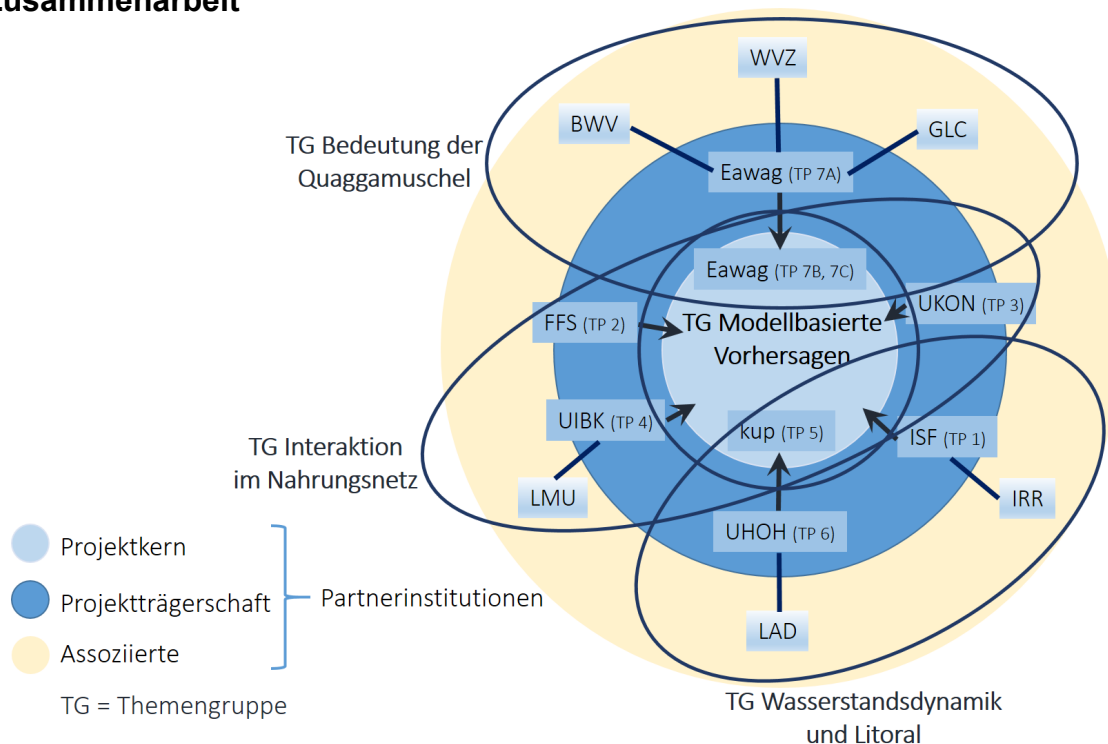 zusammenarbeit
WVZ
BWV
GLC
TG Bedeutung der
Quaggamuschel
Eawag (TP 7A)
Eawag (TP 7B, 7C)
UKON (TP 3)
FFS (TP 2)
TG Modellbasierte
Vorhersagen
UIBK (TP 4)
kup (TP 5)
ISF (TP 1)
TG Interaktion
im Nahrungsnetz
LMU
IRR
UHOH (TP 6)
LAD
Projektkern
Projektträgerschaft
Partnerinstitutionen
Assoziierte
TG = Themengruppe
TG Wasserstandsdynamik
und Litoral